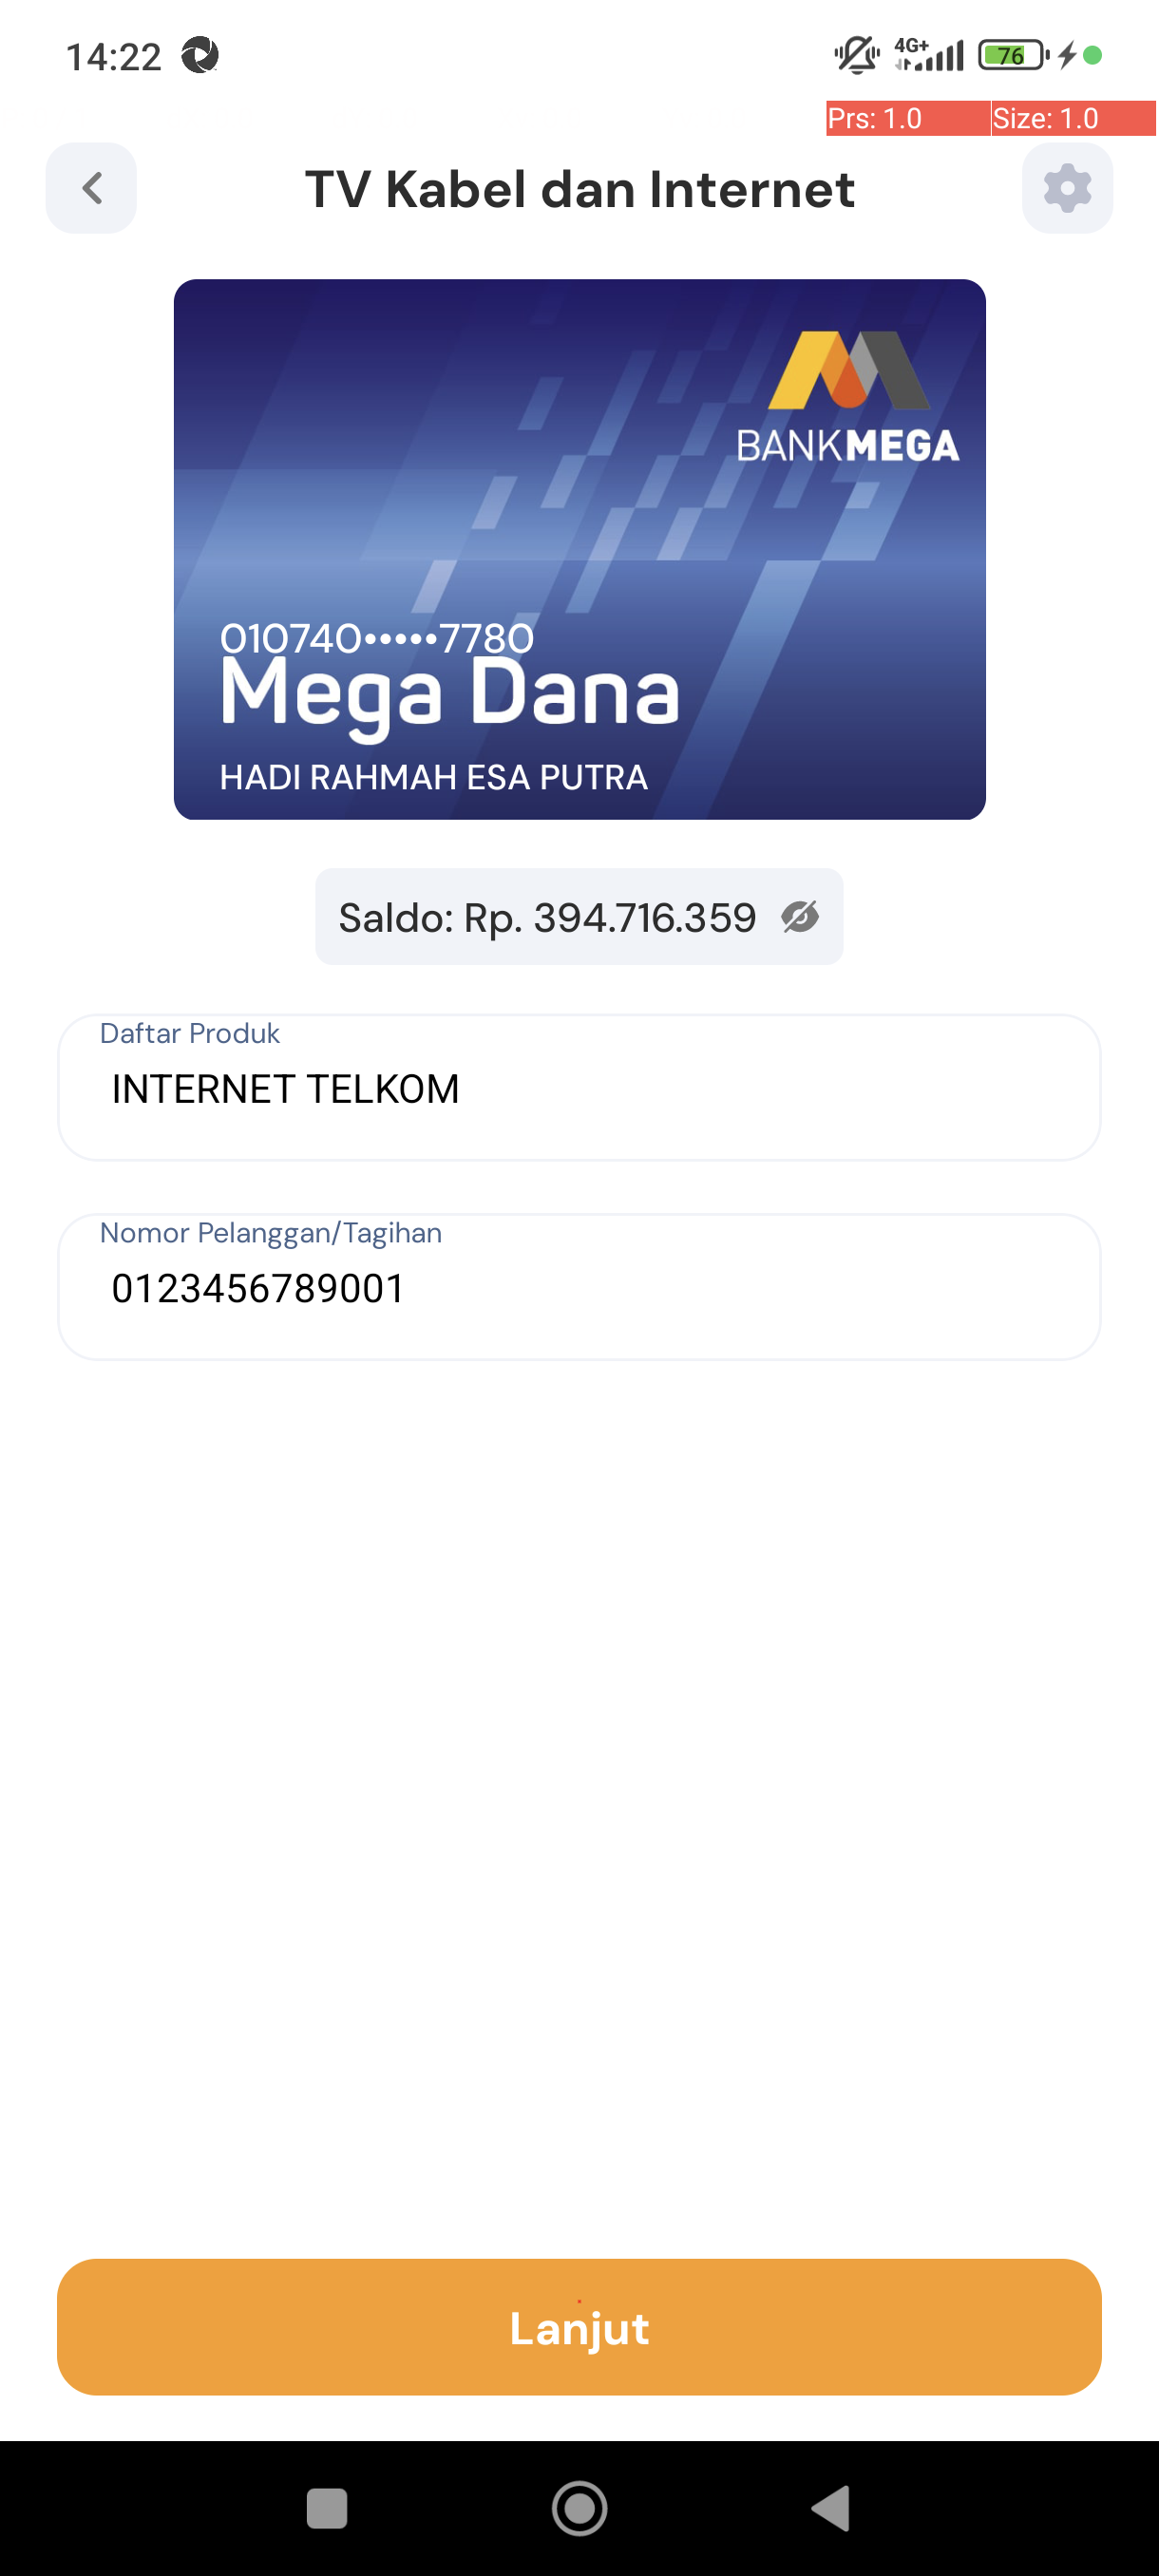 14:22
4G+
76
Prs: 1.0 Size: 1.0
TV Kabel dan Internet
BANKMEGA
010740•••••7780
Mega Dana
HADI RAHMAH ESA PUTRA
Saldo: Rp. 394.716.359
Daftar Produk
INTERNET TELKOM
Nomor Pelanggan/Tagihan
0123456789001
Lanjut